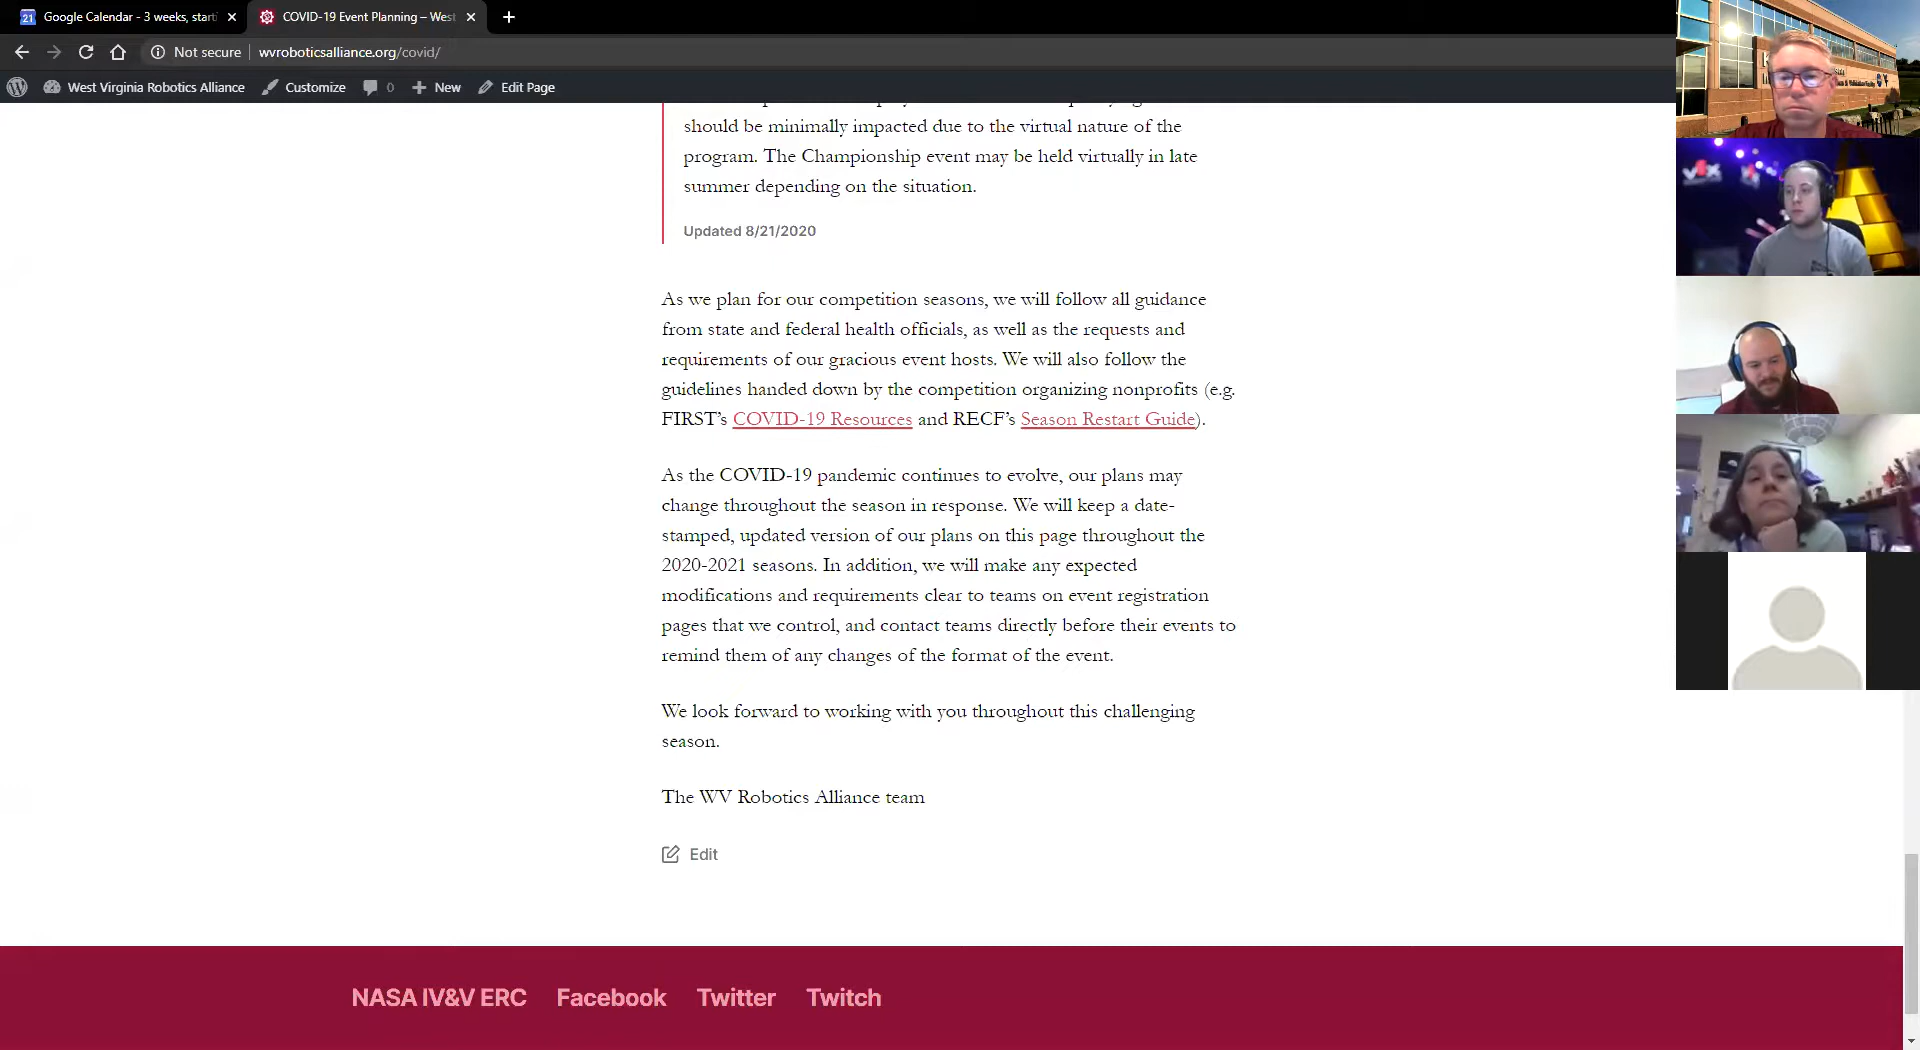 Google Calendar - 3 weeks, start
COVID-19 Event Planning – West
Not secure
wvroboticsalliance.org/covid/
West Virginia Robotics Alliance
Customize
0
New
Edit Page
should be minimally impacted due to the virtual nature of the
program. The Championship event may be held virtually in late
summer depending on the situation.
Updated 8/21/2020
As we plan for our competition seasons, we will follow all guidance
from state and federal health officials, as well as the requests and
requirements of our gracious event hosts. We will also follow the
guidelines handed down by the competition organizing nonprofits (e.g.
FIRST’s COVID-19 Resources and RECF’s Season Restart Guide).
As the COVID-19 pandemic continues to evolve, our plans may
change throughout the season in response. We will keep a date-
stamped, updated version of our plans on this page throughout the
2020-2021 seasons. In addition, we will make any expected
modifications and requirements clear to teams on event registration
pages that we control, and contact teams directly before their events to
remind them of any changes of the format of the event.
We look forward to working with you throughout this challenging
season.
The WV Robotics Alliance team
Edit
NASA IV&V ERC
Facebook
Twitter
Twitch